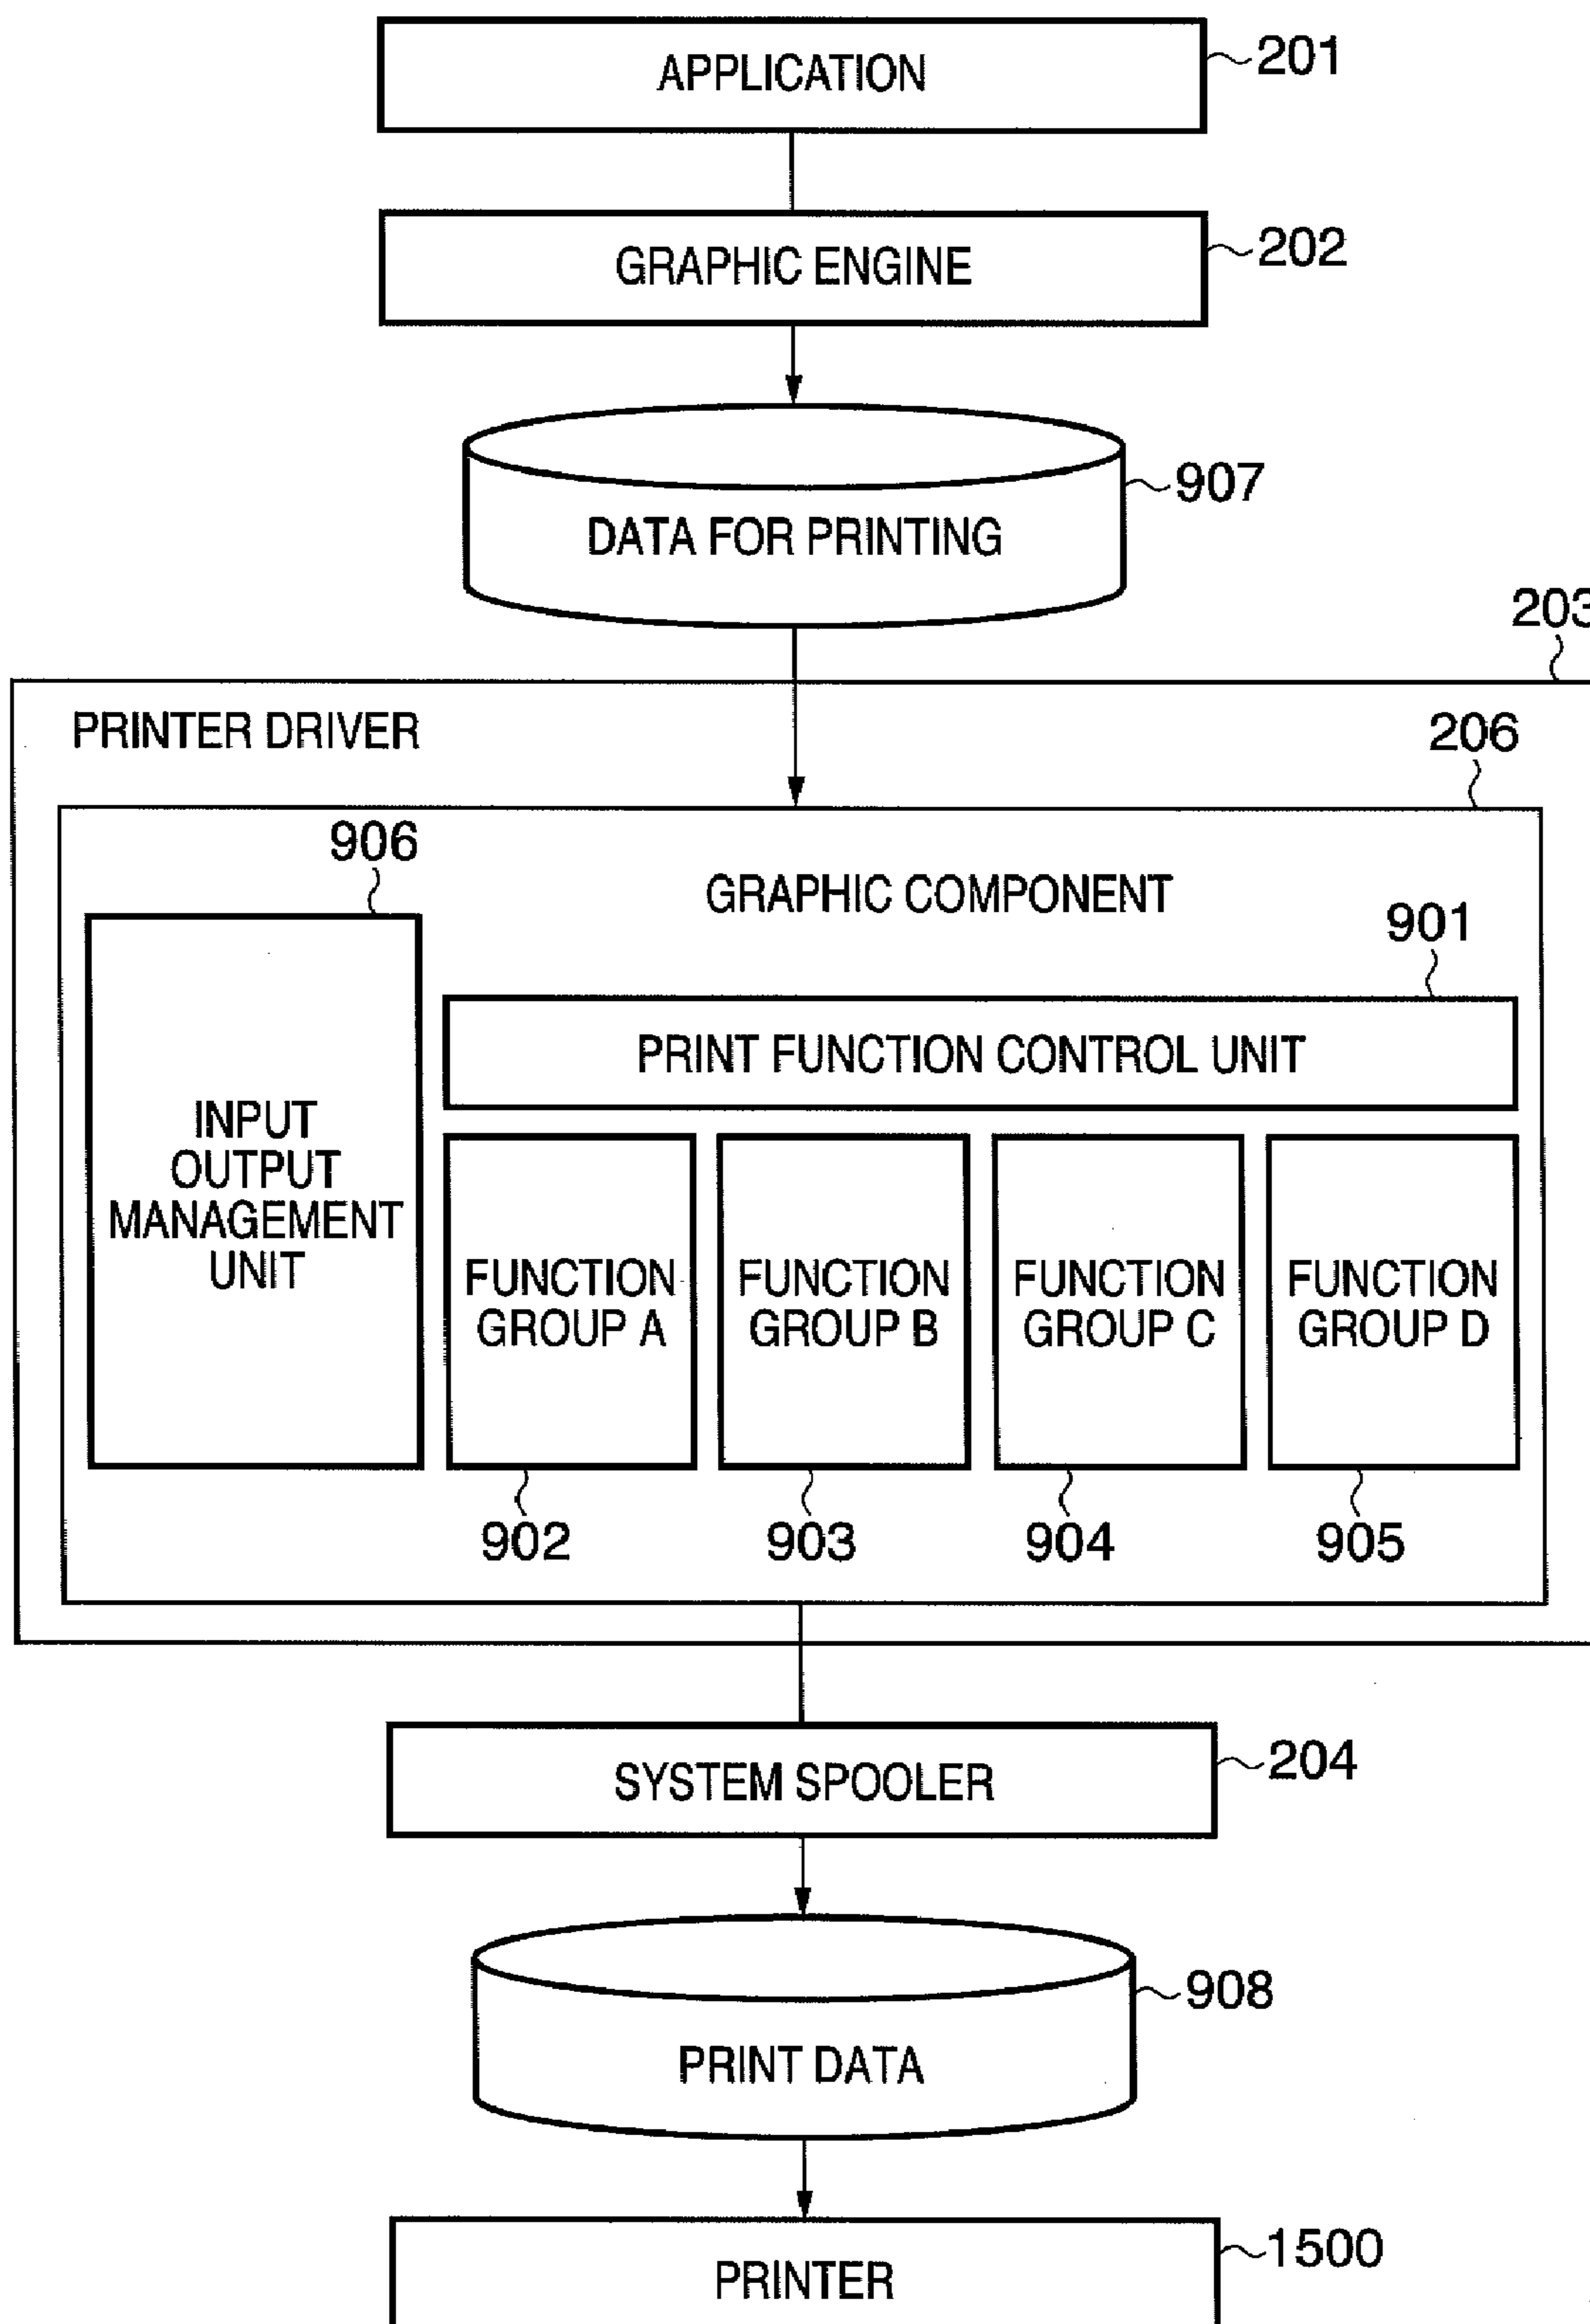 APPLICATION
201
GRAPHIC ENGINE
202
907
DATA FOR PRINTING
203
PRINTER DRIVER
206
906
GRAPHIC COMPONENT
901
PRINT FUNCTION CONTROL UNIT
INPUT
OUTPUT
MANAGEMENT
UNIT
FUNCTION
GROUP A
FUNCTION
GROUP B
FUNCTION
GROUP C
FUNCTION
GROUP D
902
903
904
905
SYSTEM SPOOLER
204
908
PRINT DATA
PRINTER
1500